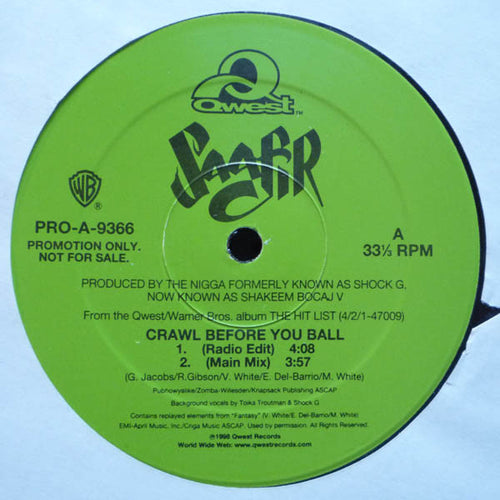 Qwest™
SAAFIR
WB®
PRO-A-9366
PROMOTION ONLY.
NOT FOR SALE.
A
33⅓ RPM
PRODUCED BY THE NIGGA FORMERLY KNOWN AS SHOCK G,
NOW KNOWN AS SHAKEEM BOCAJ V
From the Qwest/Warner Bros. album THE HIT LIST (4/2/1-47009)
CRAWL BEFORE YOU BALL
1. (Radio Edit) 4:08
2. (Main Mix) 3:57
(G. Jacobs/R.Gibson/V. White/E. Del-Barrio/M. White)
Pubhowyalike/Zomba-Willesden/Knapsack Publishing ASCAP.
Background vocals by Toika Troutman & Shock G
Contains replayed elements from "Fantasy" (V. White/E. Del-Barrio/M. White)
EMI-April Music, Inc./Criga Music ASCAP. Used by permission. All Rights Reserved.
℗1998 Qwest Records
World Wide Web: www.qwestrecords.com